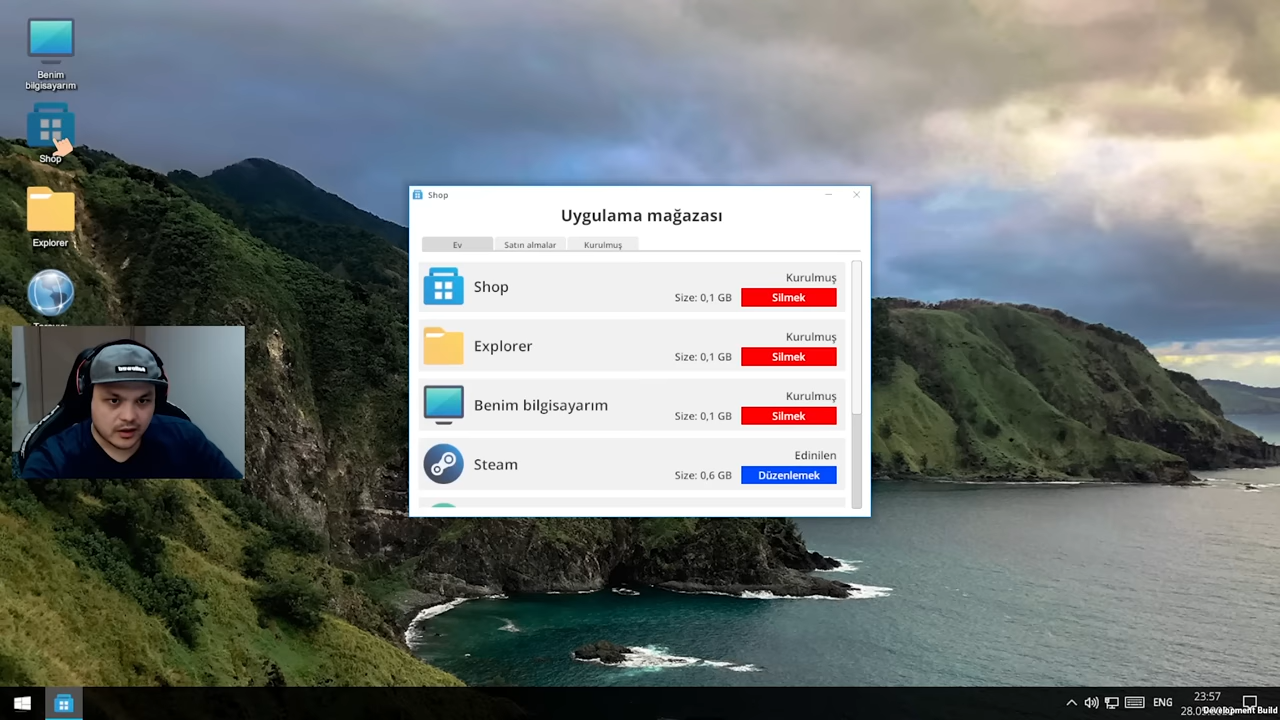 Benim
bilgisayarım
Shop
Explorer
Shop
Uygulama mağazası
Ev
Satın almalar
Kurulmuş
Shop
Kurulmuş
Size: 0,1 GB
Silmek
Explorer
Kurulmuş
Size: 0,1 GB
Silmek
Benim bilgisayarım
Kurulmuş
Size: 0,1 GB
Silmek
Steam
Edinilen
Size: 0,6 GB
Düzenlemek
ENG
23:57
Development Build